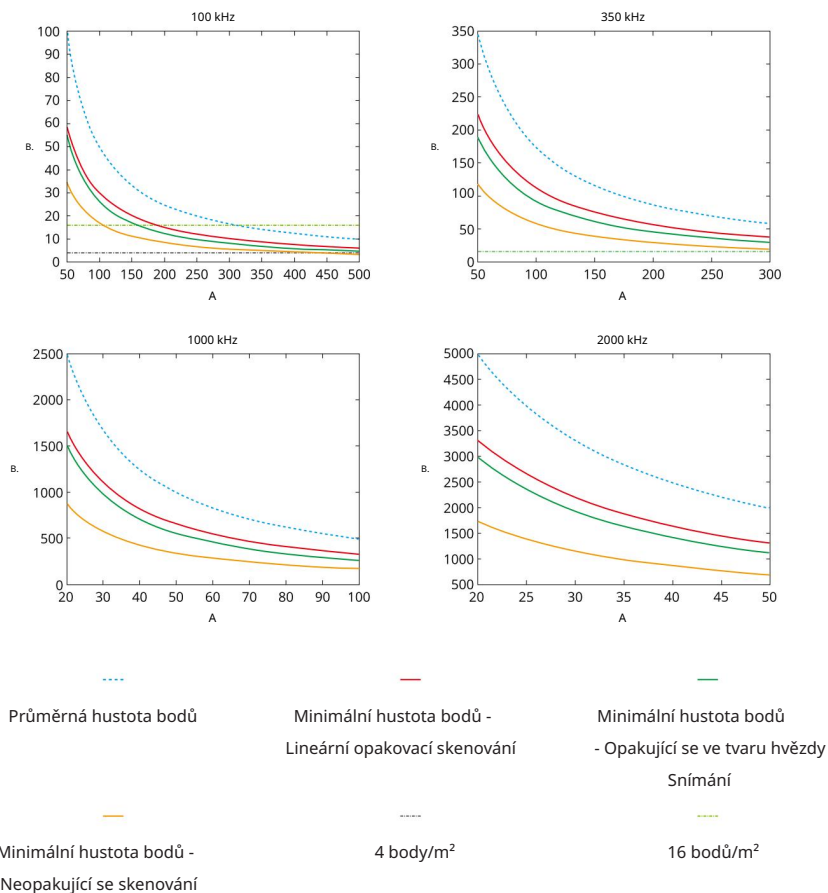 100 kHz
100
90
80
70
60
50
40
30
20
10
0
B.
50 100 150 200 250 300 350 400 450 500
A
350 kHz
350
300
250
200
150
100
50
0
B.
50 100 150 200 250 300
A
1000 kHz
2500
2000
1500
1000
500
0
B.
20 30 40 50 60 70 80 90 100
A
2000 kHz
5000
4500
4000
3500
3000
2500
2000
1500
1000
500
B.
20 25 30 35 40 45 50
A
Průměrná hustota bodů
Minimální hustota bodů -
Lineární opakovací skenování
Minimální hustota bodů
- Opakující se ve tvaru hvězdy
Snímání
Minimální hustota bodů -
Neopakující se skenování
4 body/m²
16 bodů/m²